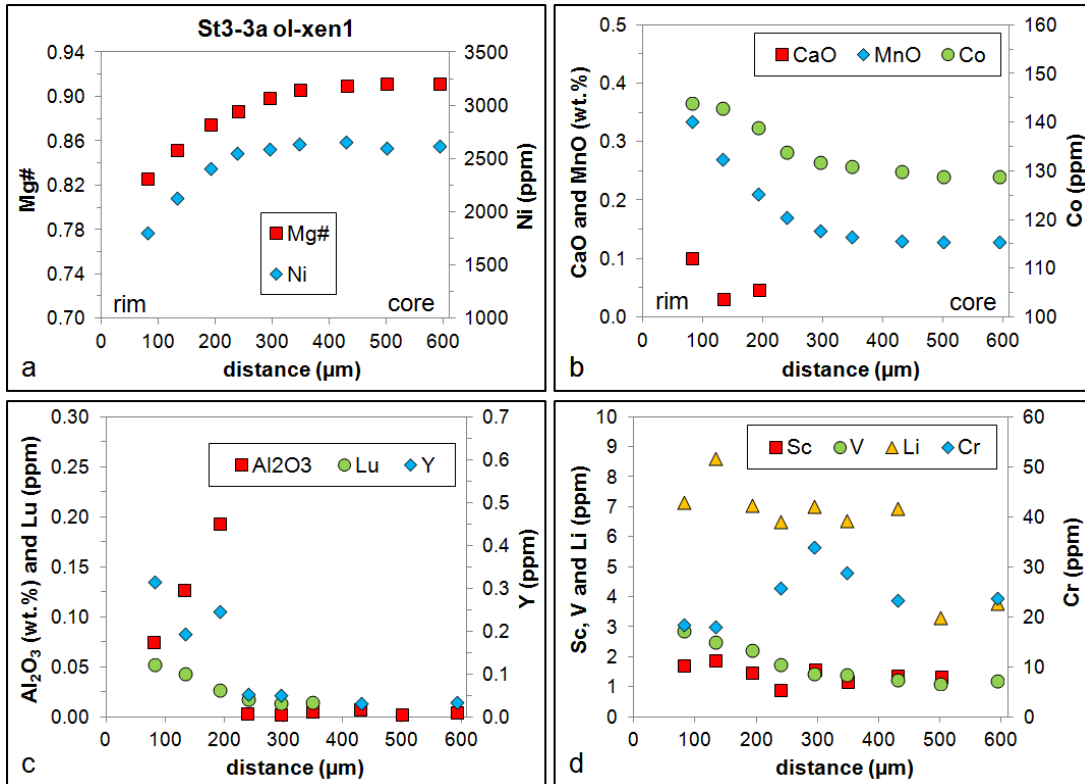 St3-3a ol-xen1
0.94
0.90
0.86
0.82
0.78
0.74
0.70
Mg#
3500
3000
2500
2000
1500
1000
Ni (ppm)
Mg#
Ni
rim
core
0 100 200 300 400 500 600
a
distance (µm)
0.5
0.4
0.3
0.2
0.1
0.0
CaO and MnO (wt.%)
160
150
140
130
120
110
100
Co (ppm)
CaO MnO Co
rim
core
0 100 200 300 400 500 600
b
distance (µm)
0.30
0.25
0.20
0.15
0.10
0.05
0.00
Al2O3 (wt.%) and Lu (ppm)
0.7
0.6
0.5
0.4
0.3
0.2
0.1
0.0
Y (ppm)
Al2O3 Lu Y
0 100 200 300 400 500 600
c
distance (µm)
10
9
8
7
6
5
4
3
2
1
0
Sc, V and Li (ppm)
60
50
40
30
20
10
0
Cr (ppm)
Sc V Li Cr
0 100 200 300 400 500 600
d
distance (µm)